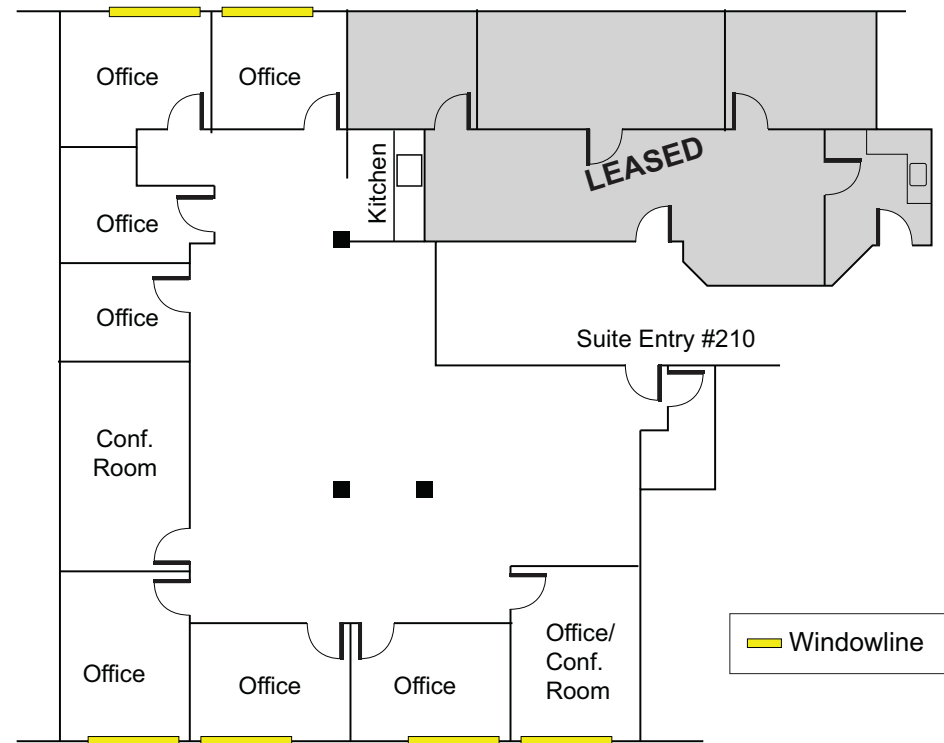 Office
Office
LEASED
Kitchen
Office
Office
Suite Entry #210
Conf.
Room
Office/
Conf.
Room
Windowline
Office
Office
Office